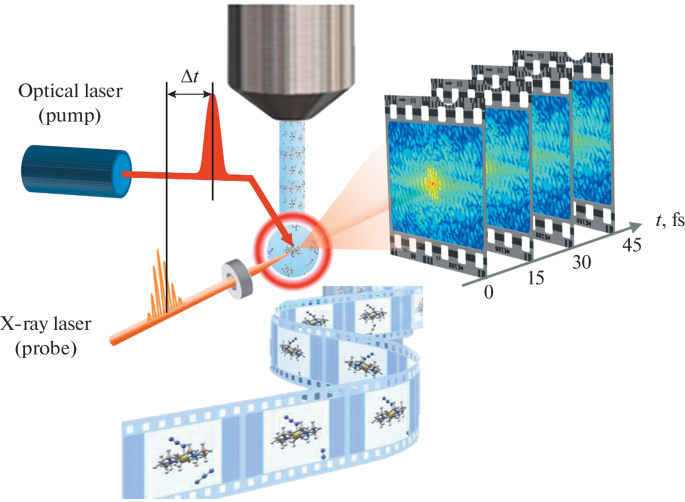 Δt
Optical laser
(pump)
X-ray laser
(probe)
t, fs
0
15
30
45